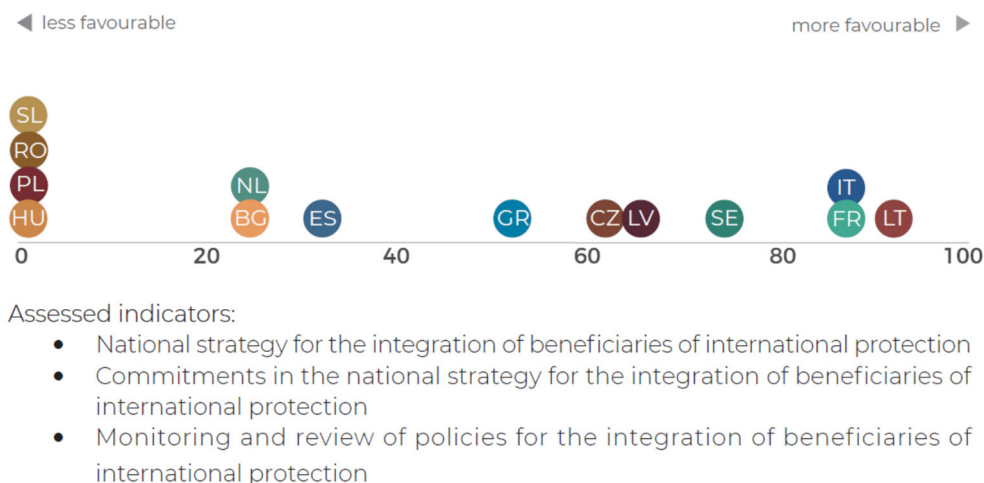 less favourable
more favourable
SL
RO
PL
HU
NL
BG
ES
GR
CZ
LV
SE
IT
FR
LT
0 20 40 60 80 100
Assessed indicators:
• National strategy for the integration of beneficiaries of international protection
• Commitments in the national strategy for the integration of beneficiaries of
international protection
• Monitoring and review of policies for the integration of beneficiaries of
international protection